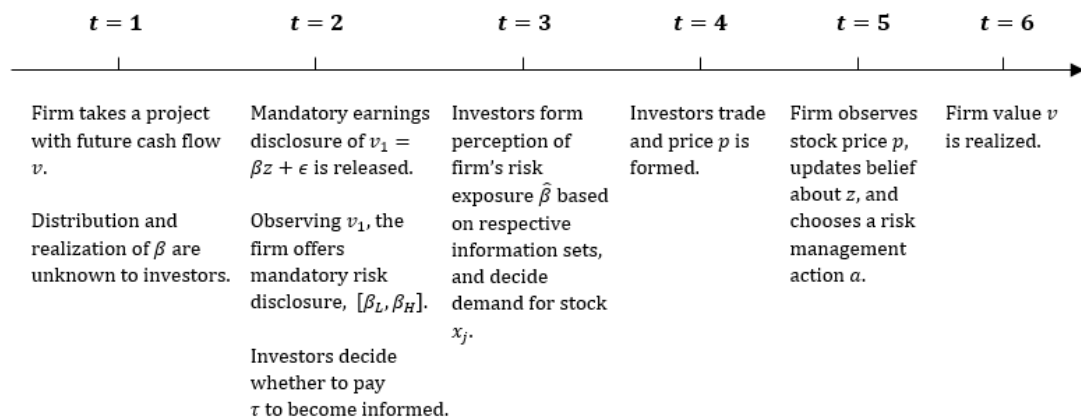 t = 1
t = 2
t = 3
t = 4
t = 5
t = 6
Firm takes a project
with future cash flow
v.
Distribution and
realization of β are
unknown to investors.
Mandatory earnings
disclosure of v₁ =
βz + ϵ is released.
Observing v₁, the
firm offers
mandatory risk
disclosure, [β_L, β_H].
Investors decide
whether to pay
τ to become informed.
Investors form
perception of
firm's risk
exposure β̂ based
on respective
information sets,
and decide
demand for stock
x_j.
Investors trade
and price p is
formed.
Firm observes
stock price p,
updates belief
about z, and
chooses a risk
management
action a.
Firm value v
is realized.